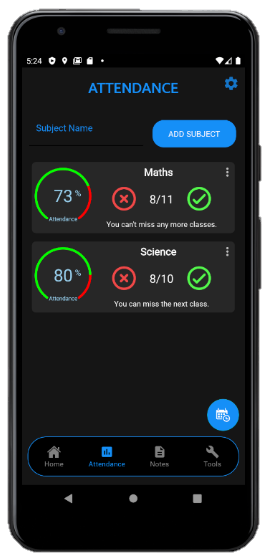 5:24
ATTENDANCE
Subject Name
ADD SUBJECT
Maths
73 %
Attendance
8/11
You can't miss any more classes.
Science
80 %
Attendance
8/10
You can miss the next class.
Home
Attendance
Notes
Tools